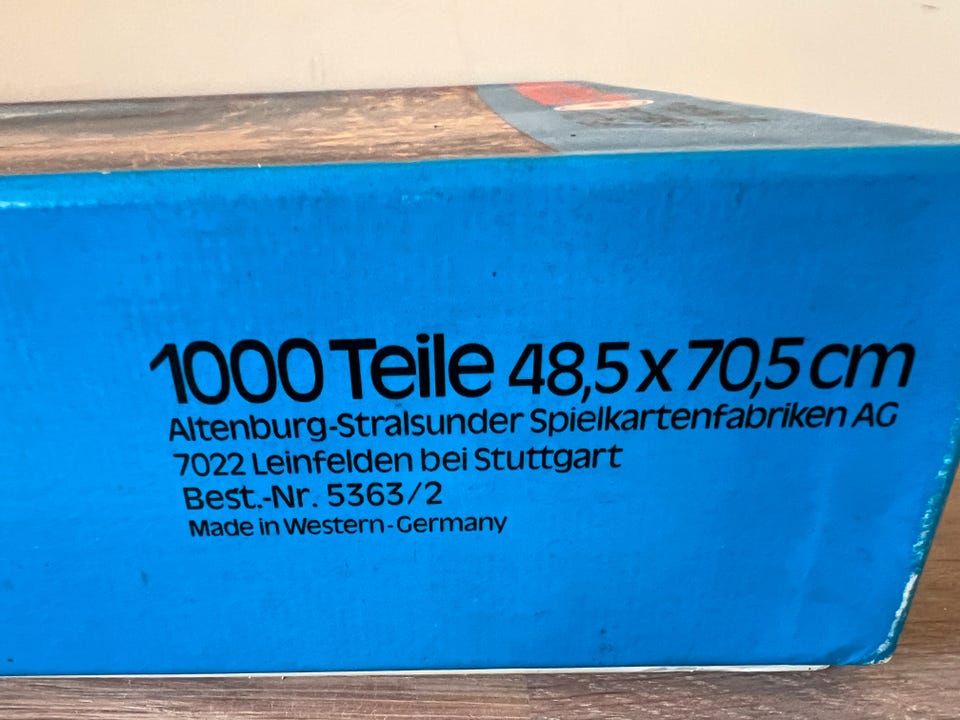 1000 Teile 48,5 x 70,5 cm
Altenburg-Stralsunder Spielkartenfabriken AG
7022 Leinfelden bei Stuttgart
Best.-Nr. 5363/2
Made in Western-Germany